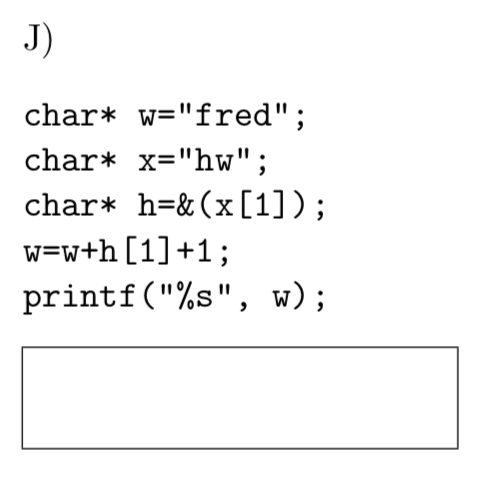 J)
char* w="fred";
char* x="hw";
char* h=&(x[1]);
w=w+h[1]+1;
printf("%s", w);